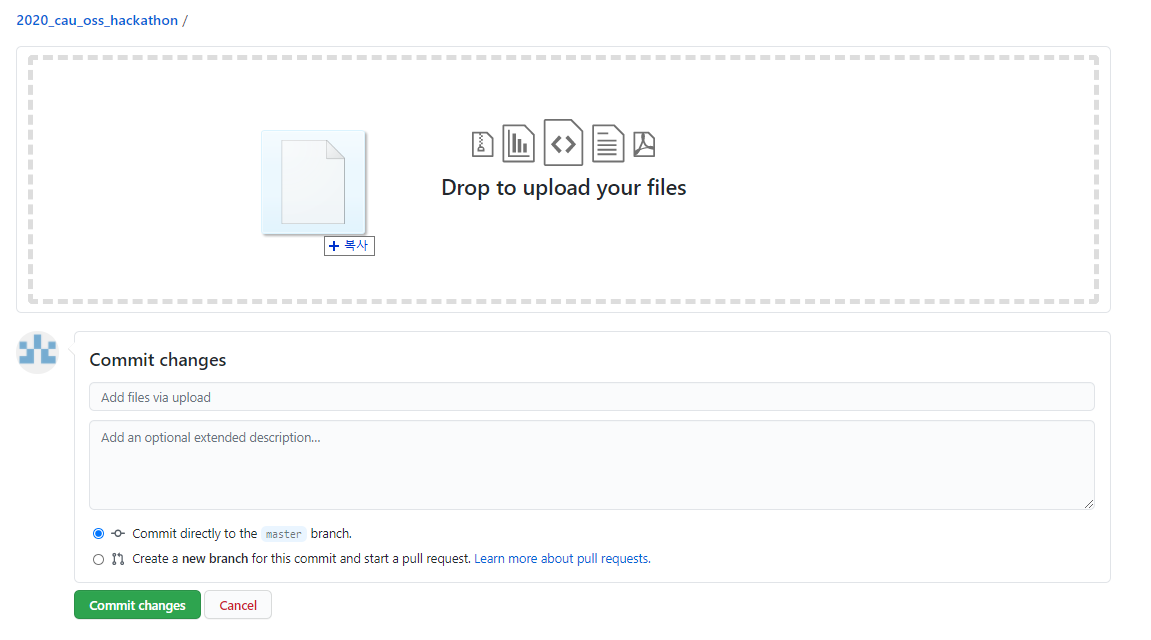 2020_cau_oss_hackathon /
Drop to upload your files
+ 복사
Commit changes
Add files via upload
Add an optional extended description...
Commit directly to the master branch.
Create a new branch for this commit and start a pull request. Learn more about pull requests.
Commit changes
Cancel